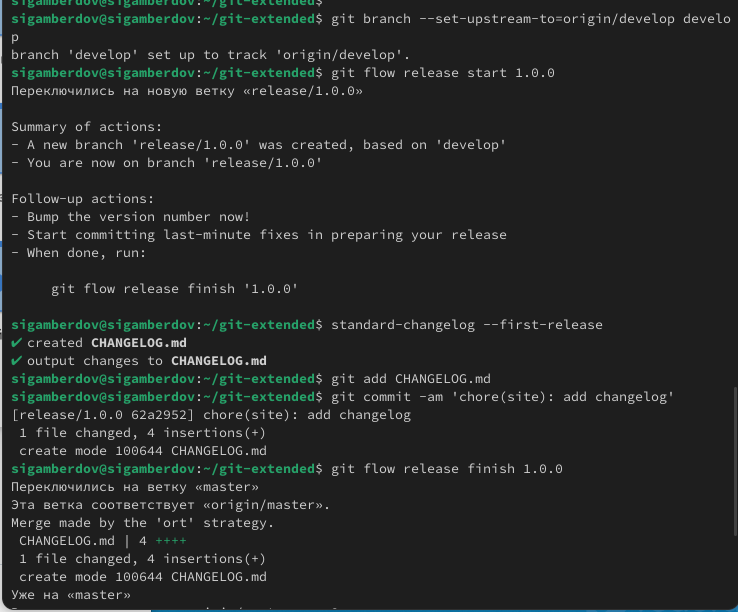 sigamberdov@sigamberdov:~/git-extended$
sigamberdov@sigamberdov:~/git-extended$ git branch --set-upstream-to=origin/develop develo
p
branch 'develop' set up to track 'origin/develop'.
sigamberdov@sigamberdov:~/git-extended$ git flow release start 1.0.0
Переключились на новую ветку «release/1.0.0»
Summary of actions:
- A new branch 'release/1.0.0' was created, based on 'develop'
- You are now on branch 'release/1.0.0'
Follow-up actions:
- Bump the version number now!
- Start committing last-minute fixes in preparing your release
- When done, run:
git flow release finish '1.0.0'
sigamberdov@sigamberdov:~/git-extended$ standard-changelog --first-release
✔ created CHANGELOG.md
✔ output changes to CHANGELOG.md
sigamberdov@sigamberdov:~/git-extended$ git add CHANGELOG.md
sigamberdov@sigamberdov:~/git-extended$ git commit -am 'chore(site): add changelog'
[release/1.0.0 62a2952] chore(site): add changelog
1 file changed, 4 insertions(+)
create mode 100644 CHANGELOG.md
sigamberdov@sigamberdov:~/git-extended$ git flow release finish 1.0.0
Переключились на ветку «master»
Эта ветка соответствует «origin/master».
Merge made by the 'ort' strategy.
CHANGELOG.md | 4 ++++
1 file changed, 4 insertions(+)
create mode 100644 CHANGELOG.md
Уже на «master»